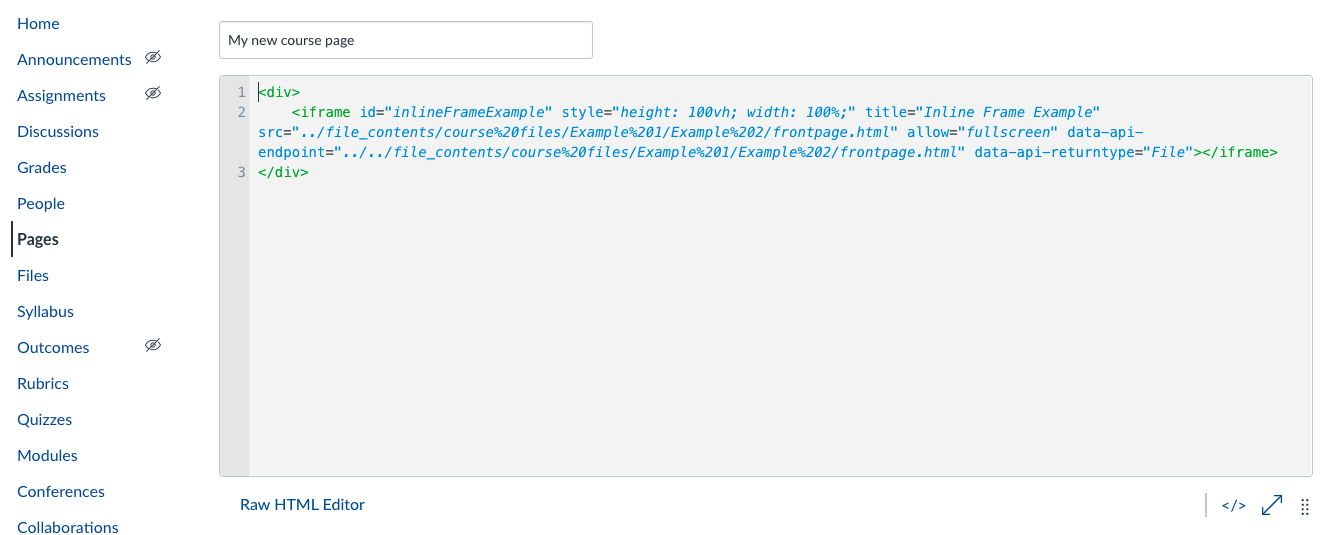 Home
Announcements
Assignments
Discussions
Grades
People
Pages
Files
Syllabus
Outcomes
Rubrics
Quizzes
Modules
Conferences
Collaborations
My new course page
1 <div>
2 <iframe id="inlineFrameExample" style="height: 100vh; width: 100%;" title="Inline Frame Example"
src="../file_contents/course%20files/Example%201/Example%202/frontpage.html" allow="fullscreen" data-api-
endpoint="../../file_contents/course%20files/Example%201/Example%202/frontpage.html" data-api-returntype="File"></iframe>
3 </div>
Raw HTML Editor
</>